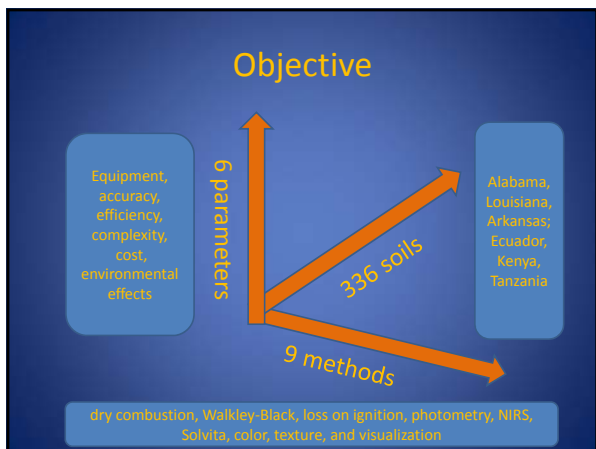 Objective
Equipment,
accuracy,
efficiency,
complexity,
cost,
environmental
effects
6 parameters
336 soils
9 methods
Alabama,
Louisiana,
Arkansas;
Ecuador,
Kenya,
Tanzania
dry combustion, Walkley-Black, loss on ignition, photometry, NIRS,
Solvita, color, texture, and visualization